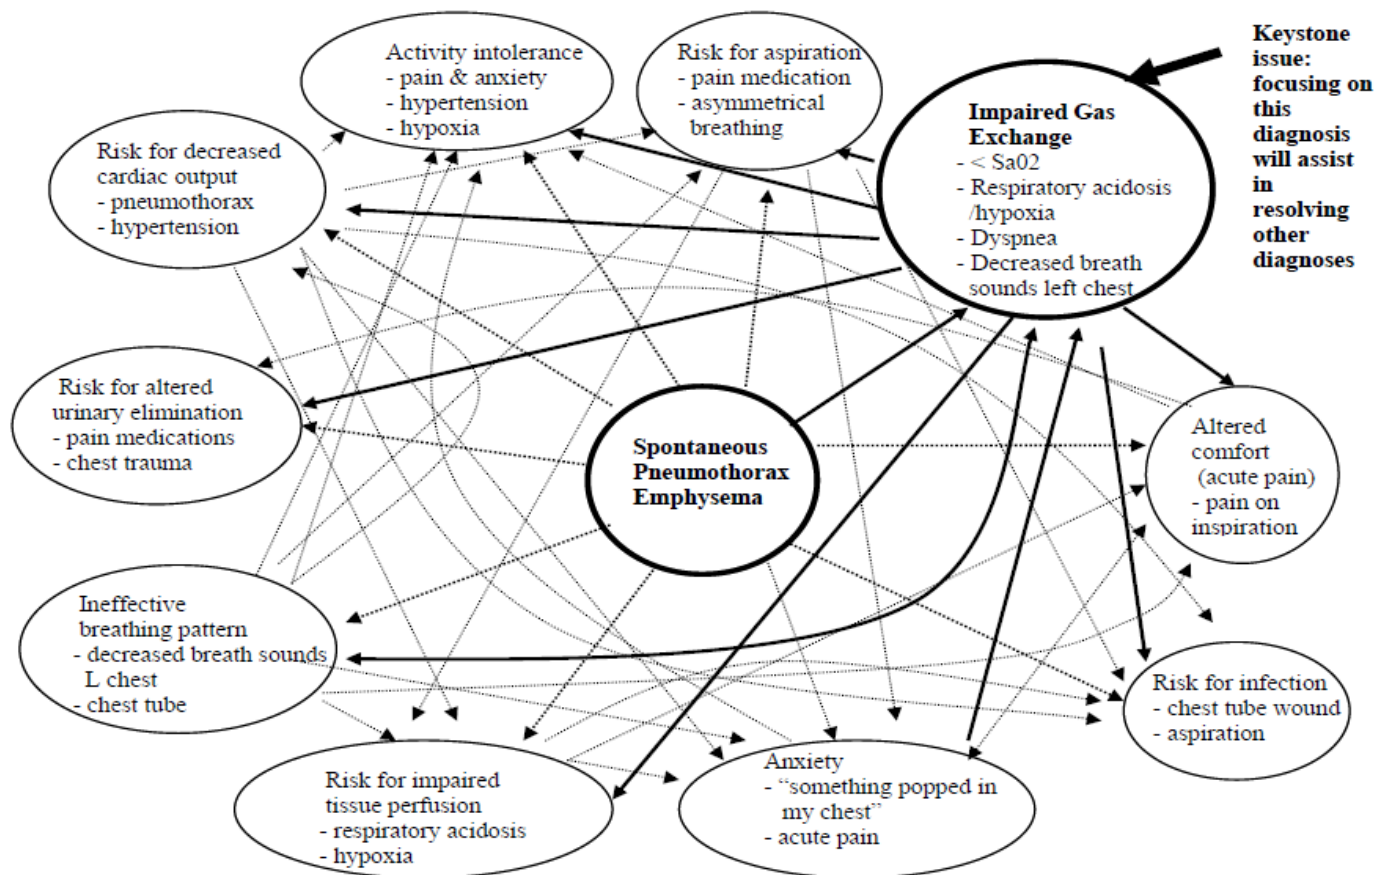 Activity intolerance
- pain & anxiety
- hypertension
- hypoxia
Risk for aspiration
- pain medication
- asymmetrical
breathing
Keystone
issue:
focusing on
this
diagnosis
will assist
in
resolving
other
diagnoses
Impaired Gas
Exchange
- < Sa02
- Respiratory acidosis
/hypoxia
- Dyspnea
- Decreased breath
sounds left chest
Risk for decreased
cardiac output
- pneumothorax
- hypertension
Risk for altered
urinary elimination
- pain medications
- chest trauma
Spontaneous
Pneumothorax
Emphysema
Altered
comfort
(acute pain)
- pain on
inspiration
Ineffective
breathing pattern
- decreased breath sounds
L chest
- chest tube
Risk for infection
- chest tube wound
- aspiration
Risk for impaired
tissue perfusion
- respiratory acidosis
- hypoxia
Anxiety
- “something popped in
my chest”
- acute pain